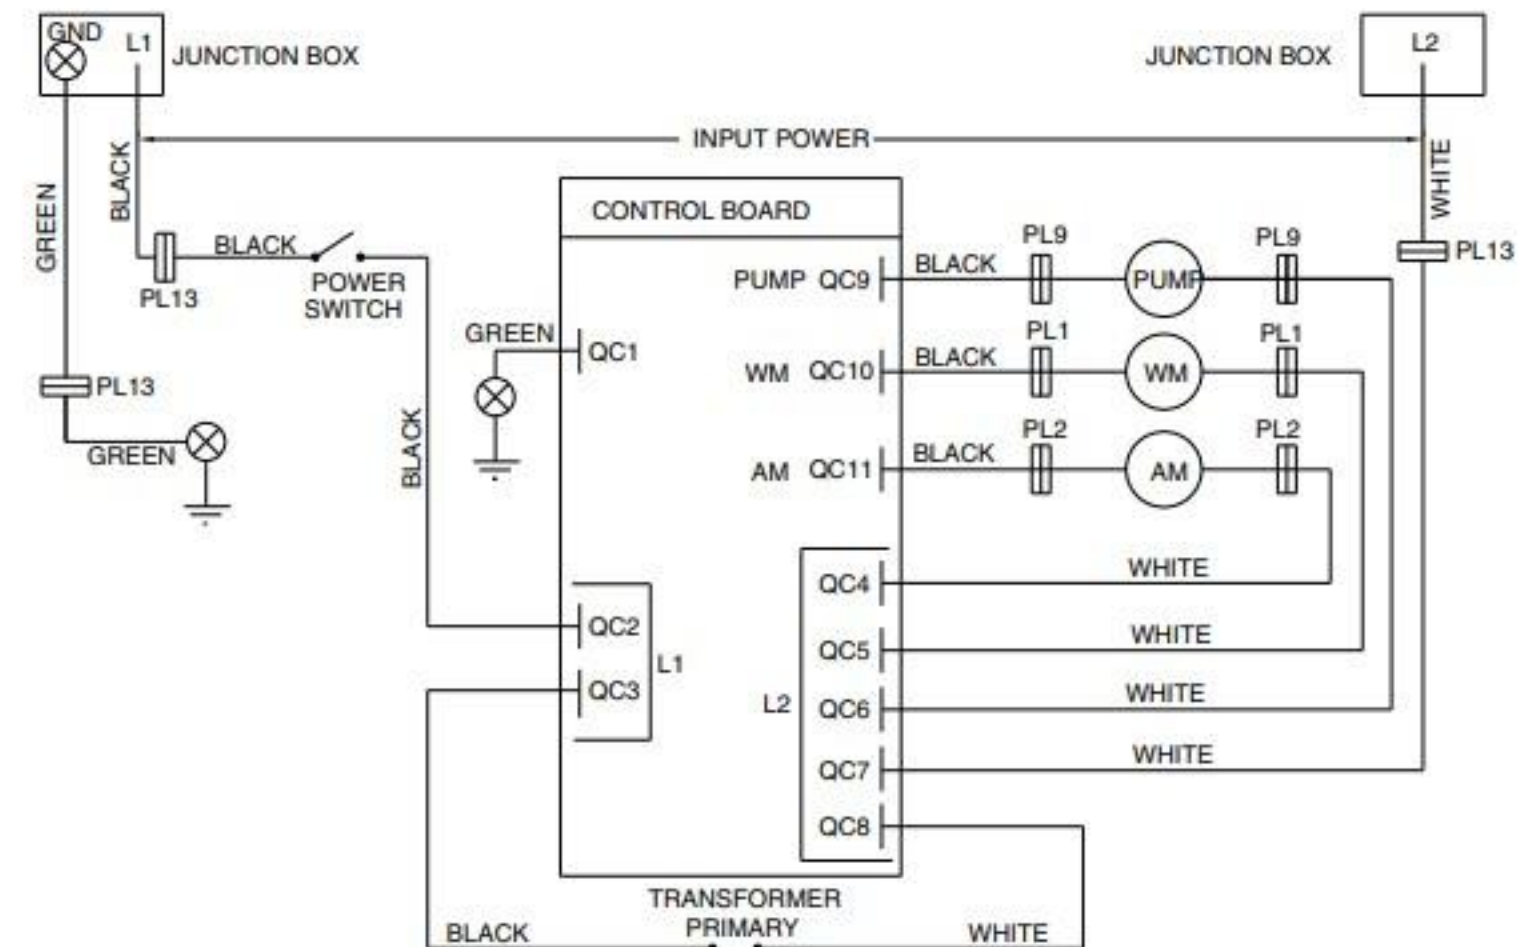 GND
L1
JUNCTION BOX
JUNCTION BOX
L2
INPUT POWER
GREEN
BLACK
WHITE
BLACK
PL13
POWER
SWITCH
PL13
GREEN
BLACK
CONTROL BOARD
GREEN
QC1
PUMP QC9
BLACK
PL9
PUMP
PL9
PL13
WM QC10
BLACK
PL1
WM
PL1
AM QC11
BLACK
PL2
AM
PL2
QC2
QC3
L1
L2
QC4
WHITE
QC5
WHITE
QC6
WHITE
QC7
WHITE
QC8
TRANSFORMER
PRIMARY
BLACK
WHITE